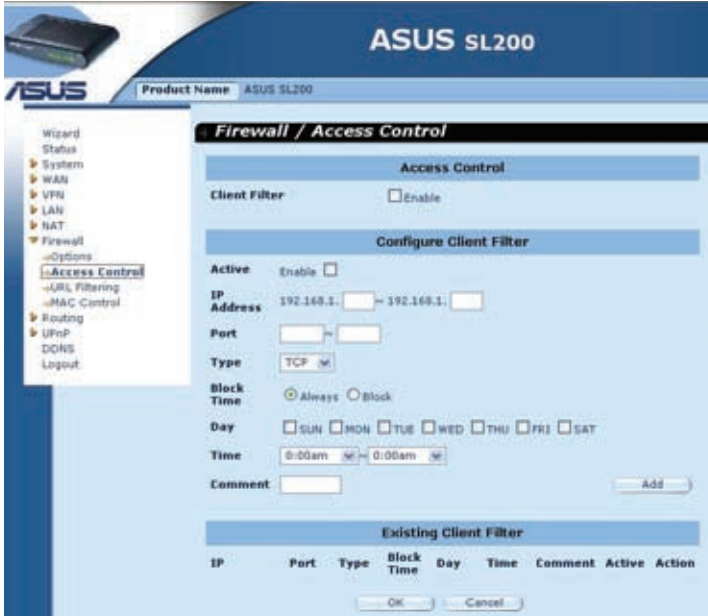 ASUS SL200
ASUS
Product Name ASUS SL200
Wizard
Status
System
WAN
VPN
LAN
NAT
Firewall
Options
Access Control
URL Filtering
MAC Control
Routing
UPnP
DDNS
Logout
Firewall / Access Control
Access Control
Client Filter Enable
Configure Client Filter
Active Enable
IP Address 192.168.1. ~ 192.168.1.
Port ~
Type TCP
Block Time Always Block
Day SUN MON TUE WED THU FRI SAT
Time 0:00am ~ 0:00am
Comment Add
Existing Client Filter
IP Port Type Block Time Day Time Comment Active Action
OK Cancel